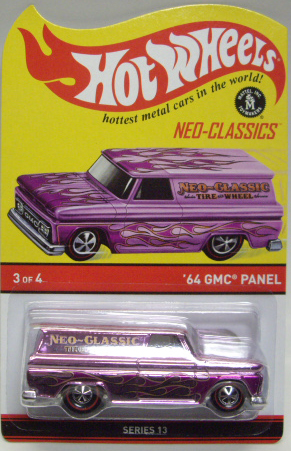 Hot Wheels
hottest metal cars in the world!
MATTEL, INC.
NEO-CLASSICS
NEO-CLASSIC
TIRE AND WHEEL
GMC
3 OF 4
'64 GMC® PANEL
NEO-CLASSIC
SERIES 13